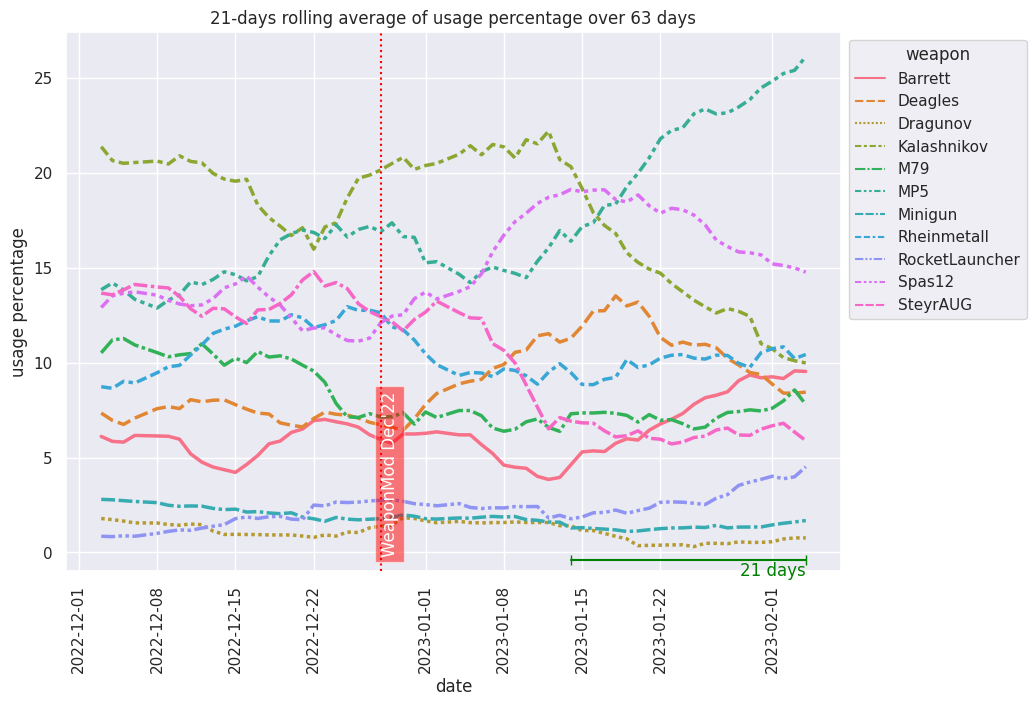 21-days rolling average of usage percentage over 63 days
usage percentage
25
20
15
10
5
0
WeaponMod Dec'22
21 days
2022-12-01
2022-12-08
2022-12-15
2022-12-22
2023-01-01
2023-01-08
2023-01-15
2023-01-22
2023-02-01
date
weapon
Barrett
Deagles
Dragunov
Kalashnikov
M79
MP5
Minigun
Rheinmetall
RocketLauncher
Spas12
SteyrAUG